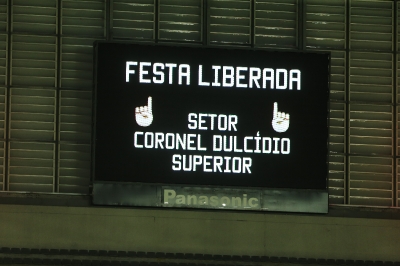 FESTA LIBERADA
SETOR
CORONEL DULCÍDIO
SUPERIOR
Panasonic